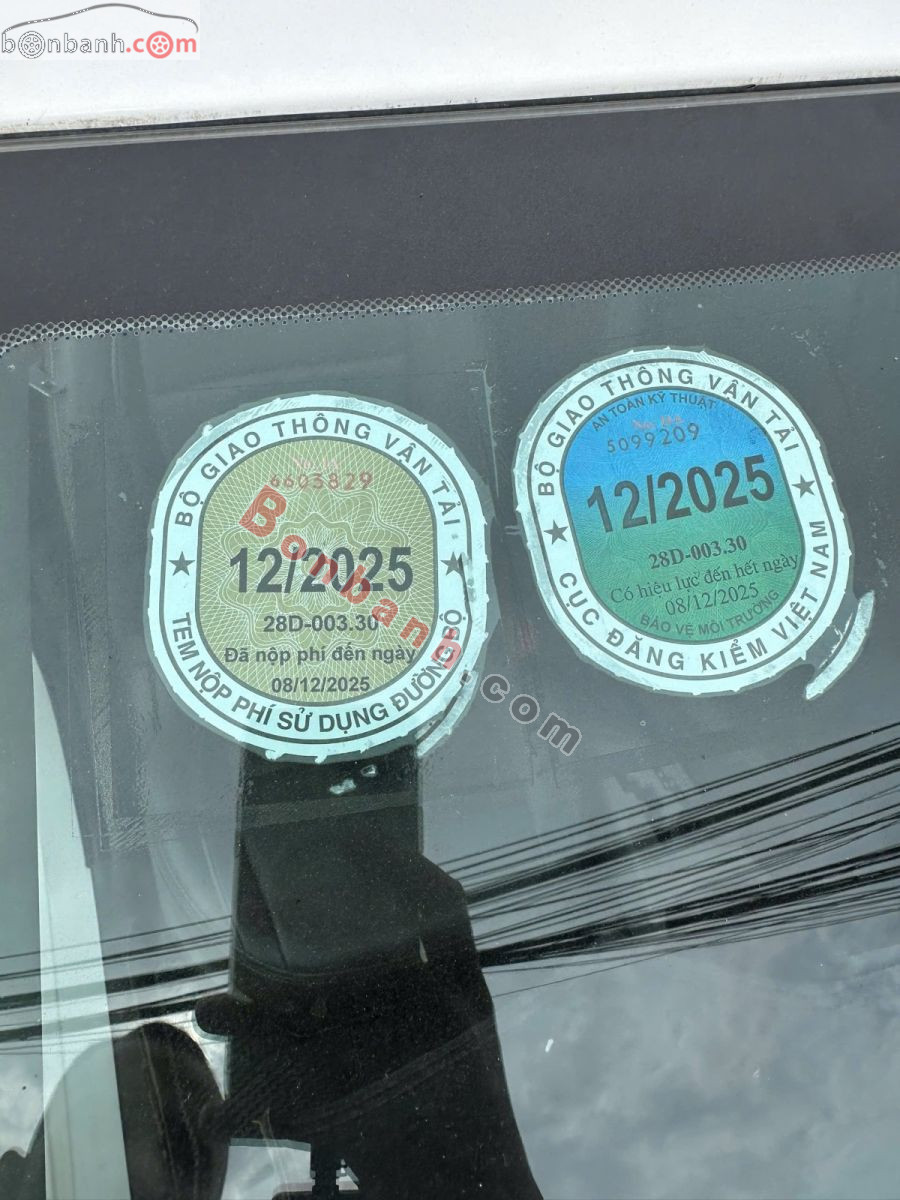 bonbanh.com
BỘ GIAO THÔNG VẬN TẢI
6603829
12/2025
28D-003.30
Đã nộp phí đến ngày
08/12/2025
TEM NỘP PHÍ SỬ DỤNG ĐƯỜNG BỘ
BỘ GIAO THÔNG VẬN TẢI
AN TOÀN KỸ THUẬT
5099209
12/2025
28D-003.30
Có hiệu lực đến hết ngày
08/12/2025
BẢO VỆ MÔI TRƯỜNG
CỤC ĐĂNG KIỂM VIỆT NAM
Bonbanh.com